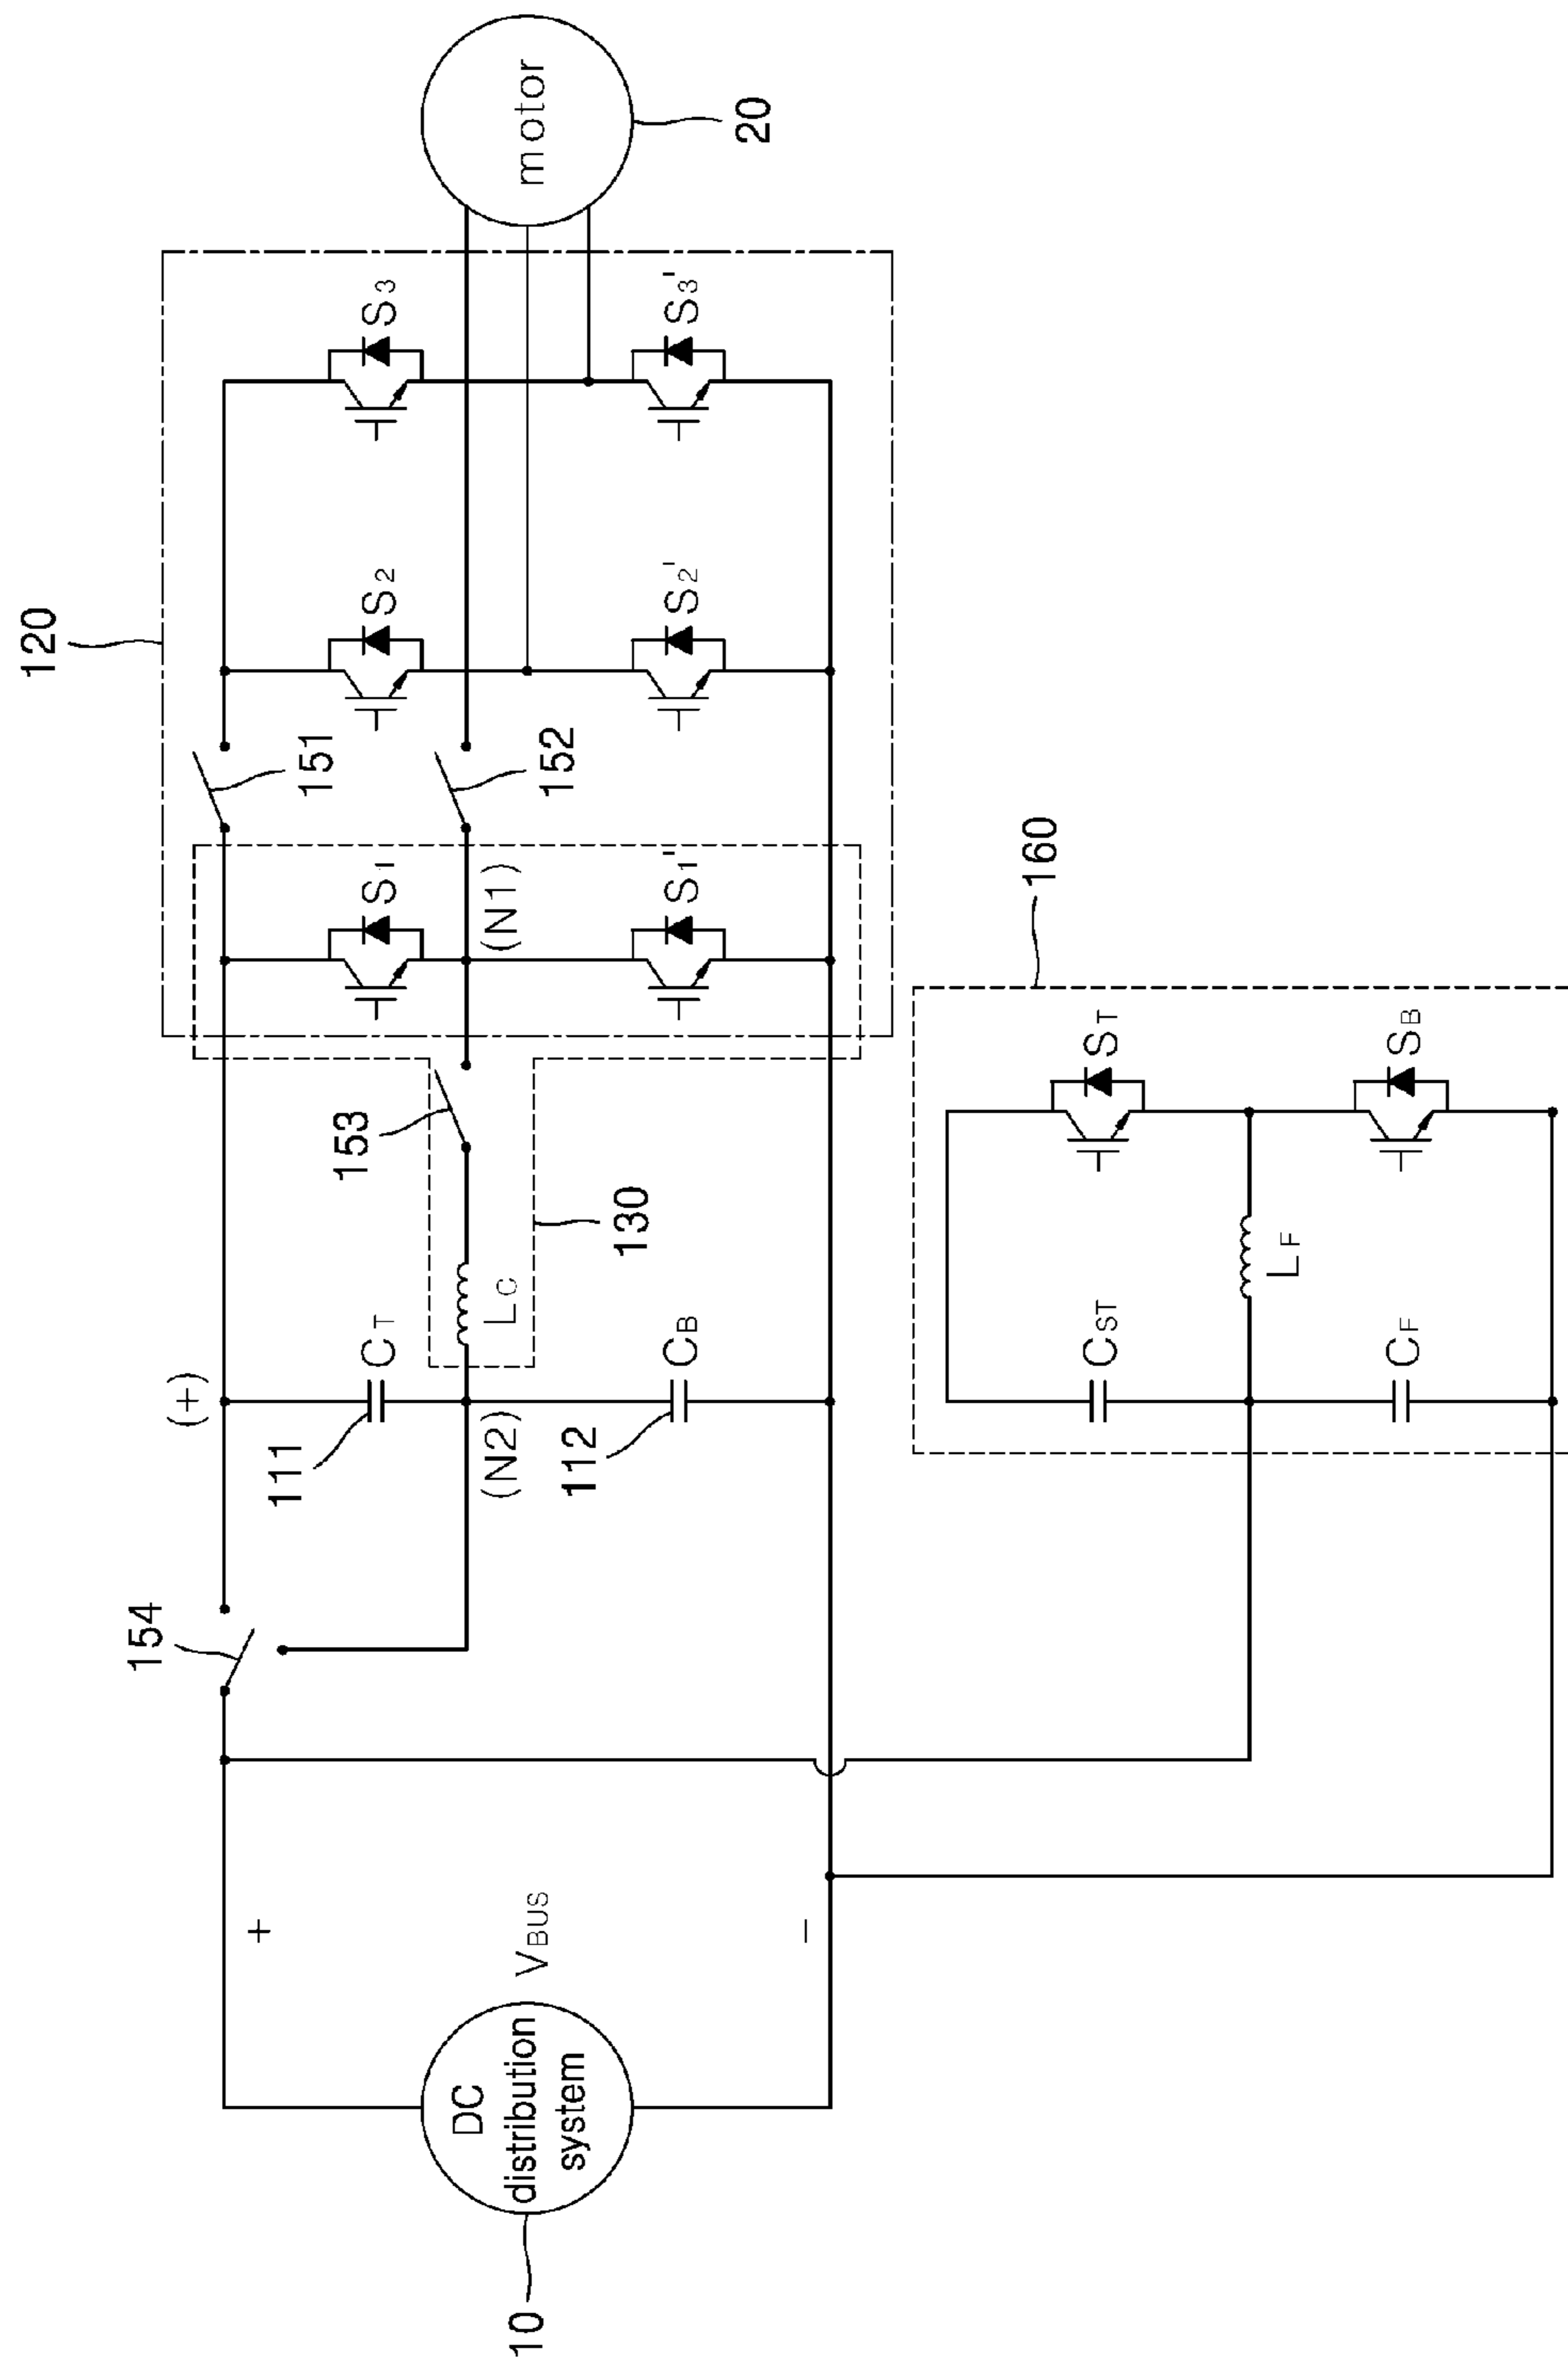 120
S1
S2
S3
151
152
S1'
S2'
S3'
(N1)
motor
20
(+)
111
CT
153
LC
130
(N2)
112
CB
154
160
CST
ST
LF
CF
SB
+
VBUS
−
DC
distribution
system
10